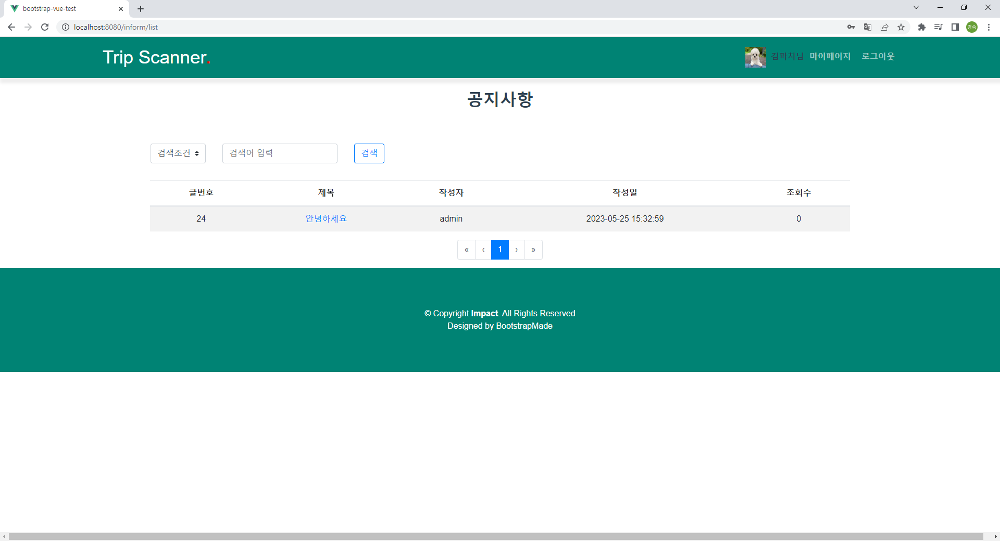 bootstrap-vue-test
localhost:8080/inform/list
경숙
Trip Scanner.
김파치님 마이페이지 로그아웃
공지사항
검색조건 검색어 입력 검색
글번호 제목 작성자 작성일 조회수
24 안녕하세요 admin 2023-05-25 15:32:59 0
« ‹ 1 › »
© Copyright Impact. All Rights Reserved
Designed by BootstrapMade